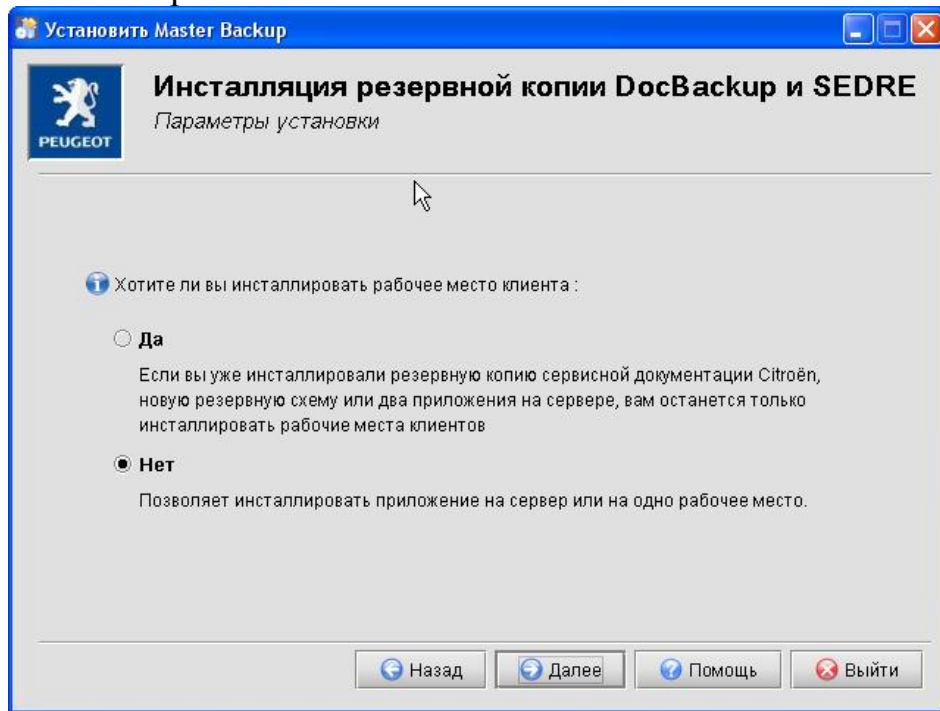 Установить Master Backup
Инсталляция резервной копии DocBackup и SEDRE
Параметры установки
PEUGEOT
Хотите ли вы инсталлировать рабочее место клиента :
Да
Если вы уже инсталлировали резервную копию сервисной документации Citroën,
новую резервную схему или два приложения на сервере, вам останется только
инсталлировать рабочие места клиентов
Нет
Позволяет инсталлировать приложение на сервер или на одно рабочее место.
Назад
Далее
Помощь
Выйти